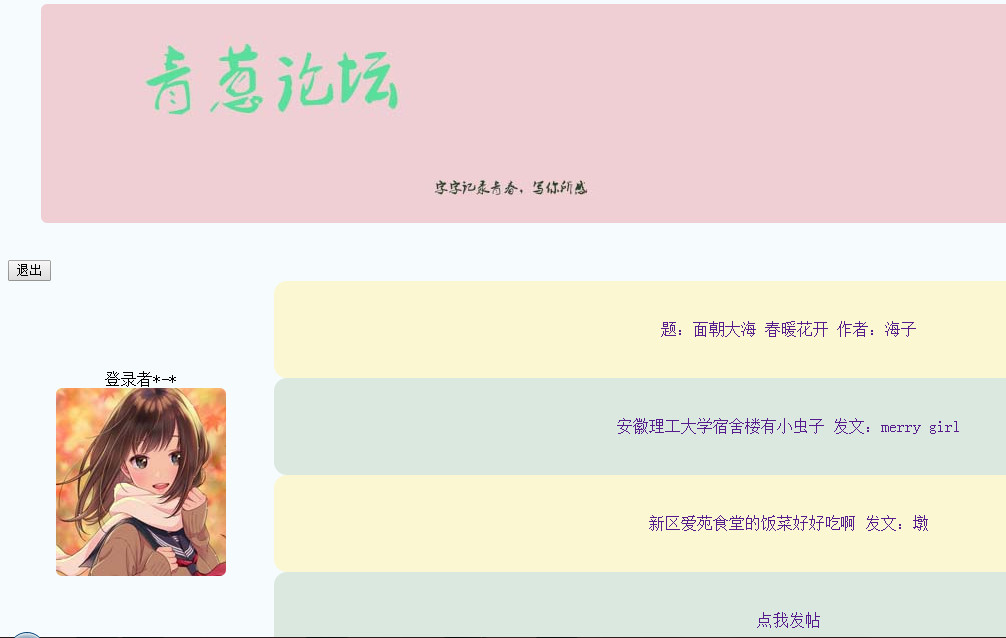 青葱论坛
字字记录青春，写你所感
退出
题：面朝大海 春暖花开 作者：海子
登录者*-*
安徽理工大学宿舍楼有小虫子 发文：merry girl
新区爱苑食堂的饭菜好好吃啊 发文：墩
点我发帖